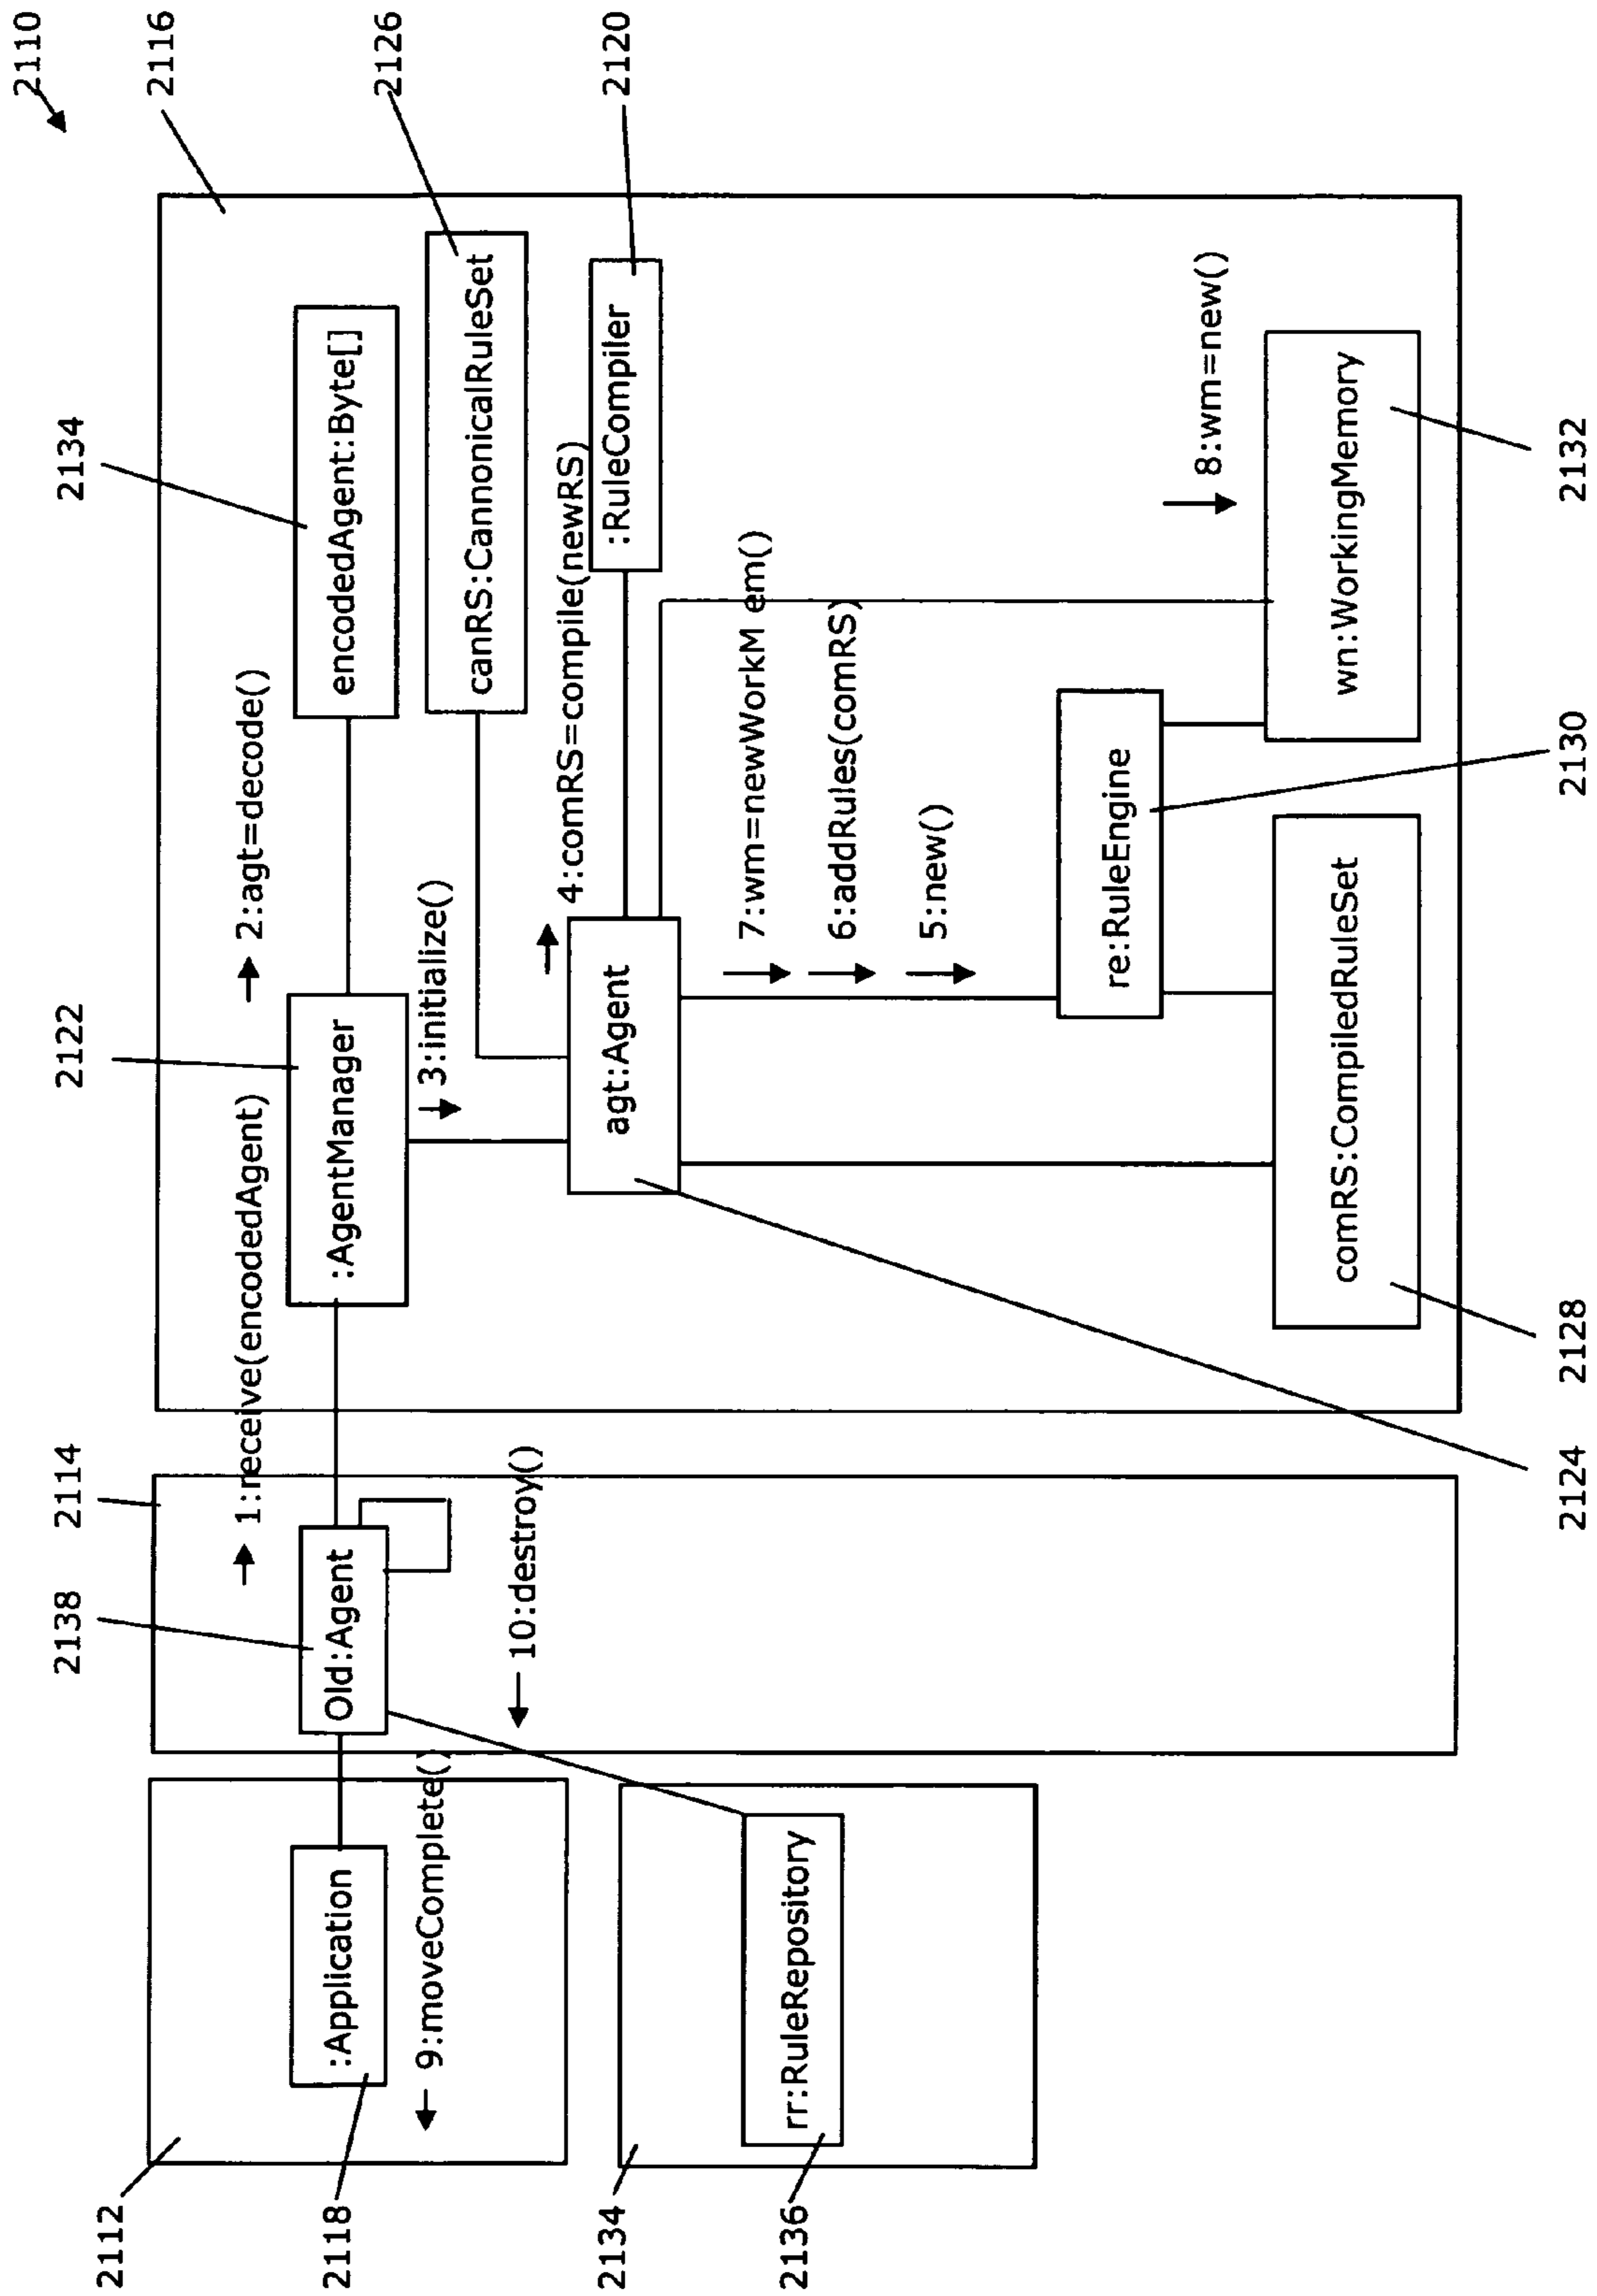 2110
2116
2126
2120
2134
2122
2114
2138
2112
2118
2134
2136
:Application
9:moveComplete()
rr:RuleRepository
Old:Agent
10:destroy()
1:receive(encodedAgent)
:AgentManager
2:agt=decode()
encodedAgent:Byte[]
3:initialize()
canRS:CannonicalRuleSet
4:comRS=compile(newRS)
:RuleCompiler
agt:Agent
7:wm=newWorkM em()
6:addRules(comRS)
5:new()
re:RuleEngine
8:wm=new()
comRS:CompiledRuleSet
wn:WorkingMemory
2124
2128
2130
2132